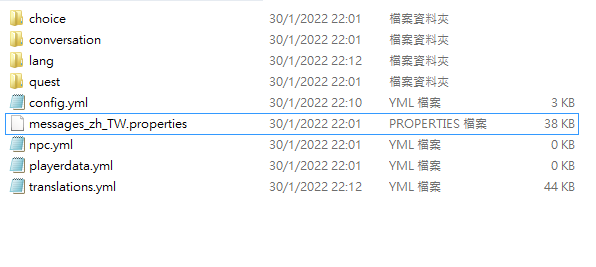 choice 30/1/2022 22:01 檔案資料夾
conversation 30/1/2022 22:01 檔案資料夾
lang 30/1/2022 22:12 檔案資料夾
quest 30/1/2022 22:01 檔案資料夾
config.yml 30/1/2022 22:10 YML 檔案 3 KB
messages_zh_TW.properties 30/1/2022 22:01 PROPERTIES 檔案 38 KB
npc.yml 30/1/2022 22:01 YML 檔案 0 KB
playerdata.yml 30/1/2022 22:01 YML 檔案 0 KB
translations.yml 30/1/2022 22:12 YML 檔案 44 KB